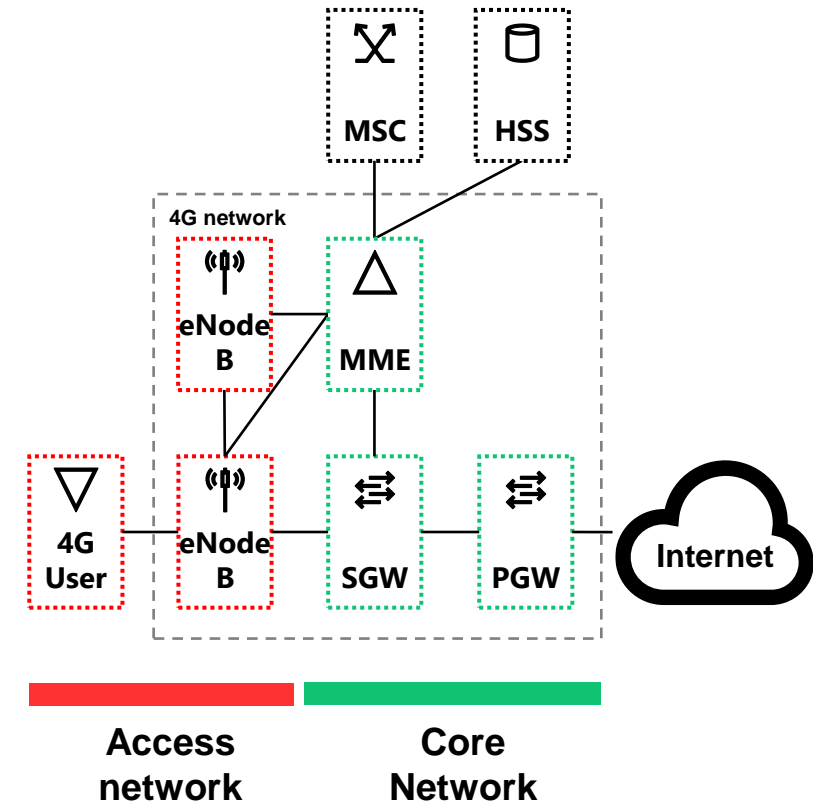 MSC
HSS
4G network
eNode
B
MME
4G
User
eNode
B
SGW
PGW
Internet
Access
network
Core
Network